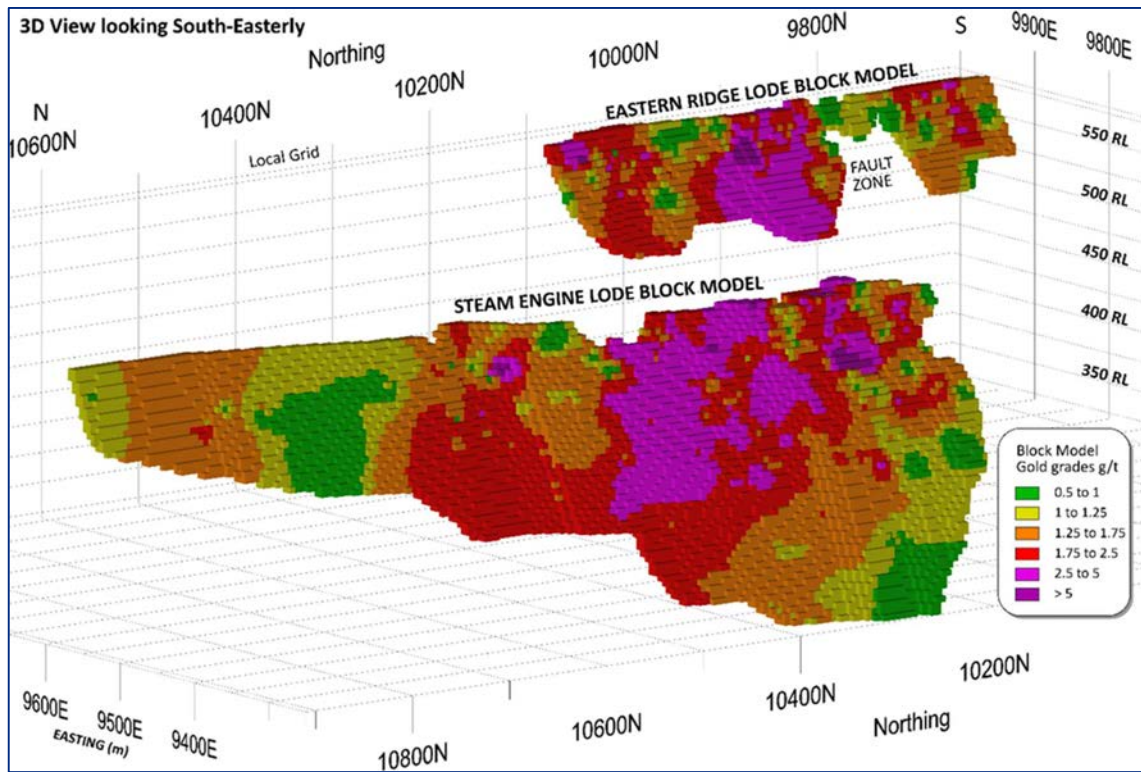 3D View looking South-Easterly
Northing
N
10600N
10400N
10200N
10000N
9800N
S
9900E
9800E
Local Grid
EASTERN RIDGE LODE BLOCK MODEL
FAULT
ZONE
550 RL
500 RL
450 RL
400 RL
350 RL
STEAM ENGINE LODE BLOCK MODEL
Block Model
Gold grades g/t
0.5 to 1
1 to 1.25
1.25 to 1.75
1.75 to 2.5
2.5 to 5
> 5
9600E
9500E
9400E
EASTING (m)
10800N
10600N
10400N
10200N
Northing